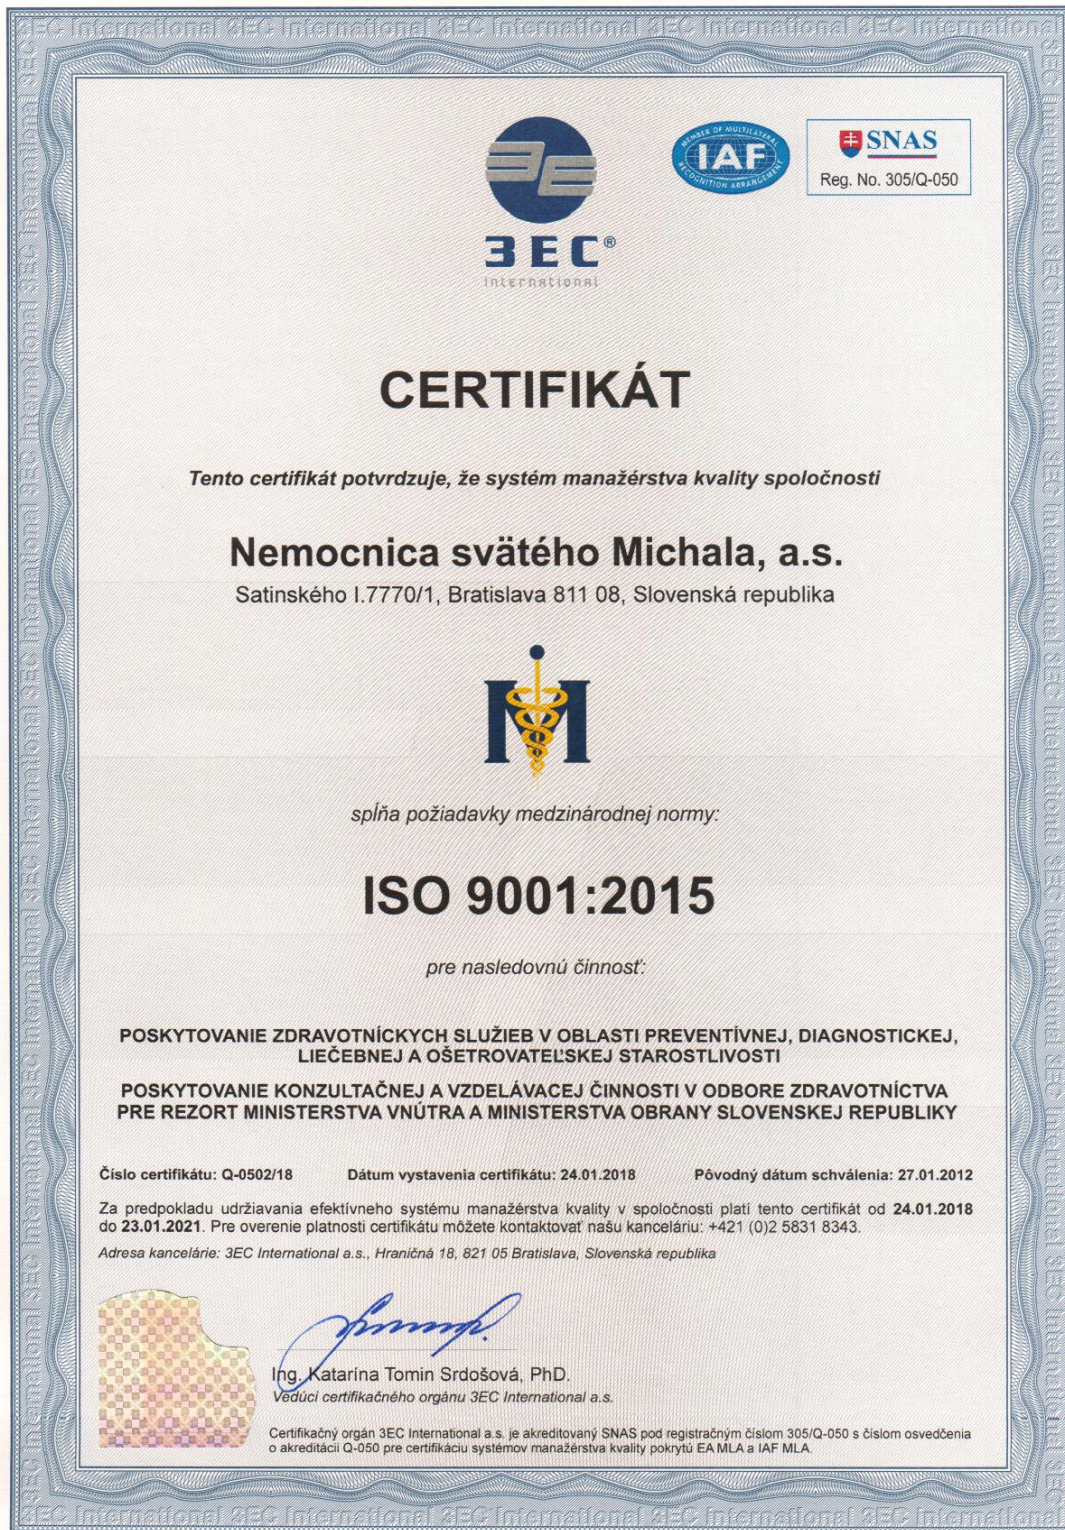 3EC®
International
MEMBER OF MULTILATERAL
IAF
RECOGNITION ARRANGEMENT
SNAS
Reg. No. 305/Q-050
CERTIFIKÁT
Tento certifikát potvrdzuje, že systém manažérstva kvality spoločnosti
Nemocnica svätého Michala, a.s.
Satinského I.7770/1, Bratislava 811 08, Slovenská republika
M
spĺňa požiadavky medzinárodnej normy:
ISO 9001:2015
pre nasledovnú činnosť:
POSKYTOVANIE ZDRAVOTNÍCKYCH SLUŽIEB V OBLASTI PREVENTÍVNEJ, DIAGNOSTICKEJ,
LIEČEBNEJ A OŠETROVATEĽSKEJ STAROSTLIVOSTI
POSKYTOVANIE KONZULTAČNEJ A VZDELÁVACEJ ČINNOSTI V ODBORE ZDRAVOTNÍCTVA
PRE REZORT MINISTERSTVA VNÚTRA A MINISTERSTVA OBRANY SLOVENSKEJ REPUBLIKY
Číslo certifikátu: Q-0502/18 Dátum vystavenia certifikátu: 24.01.2018 Pôvodný dátum schválenia: 27.01.2012
Za predpokladu udržiavania efektívneho systému manažérstva kvality v spoločnosti platí tento certifikát od 24.01.2018
do 23.01.2021. Pre overenie platnosti certifikátu môžete kontaktovať našu kanceláriu: +421 (0)2 5831 8343.
Adresa kancelárie: 3EC International a.s., Hraničná 18, 821 05 Bratislava, Slovenská republika
Ing. Katarína Tomin Srdošová, PhD.
Vedúci certifikačného orgánu 3EC International a.s.
Certifikačný orgán 3EC International a.s. je akreditovaný SNAS pod registračným číslom 305/Q-050 s číslom osvedčenia
o akreditácii Q-050 pre certifikáciu systémov manažérstva kvality pokrytú EA MLA a IAF MLA.